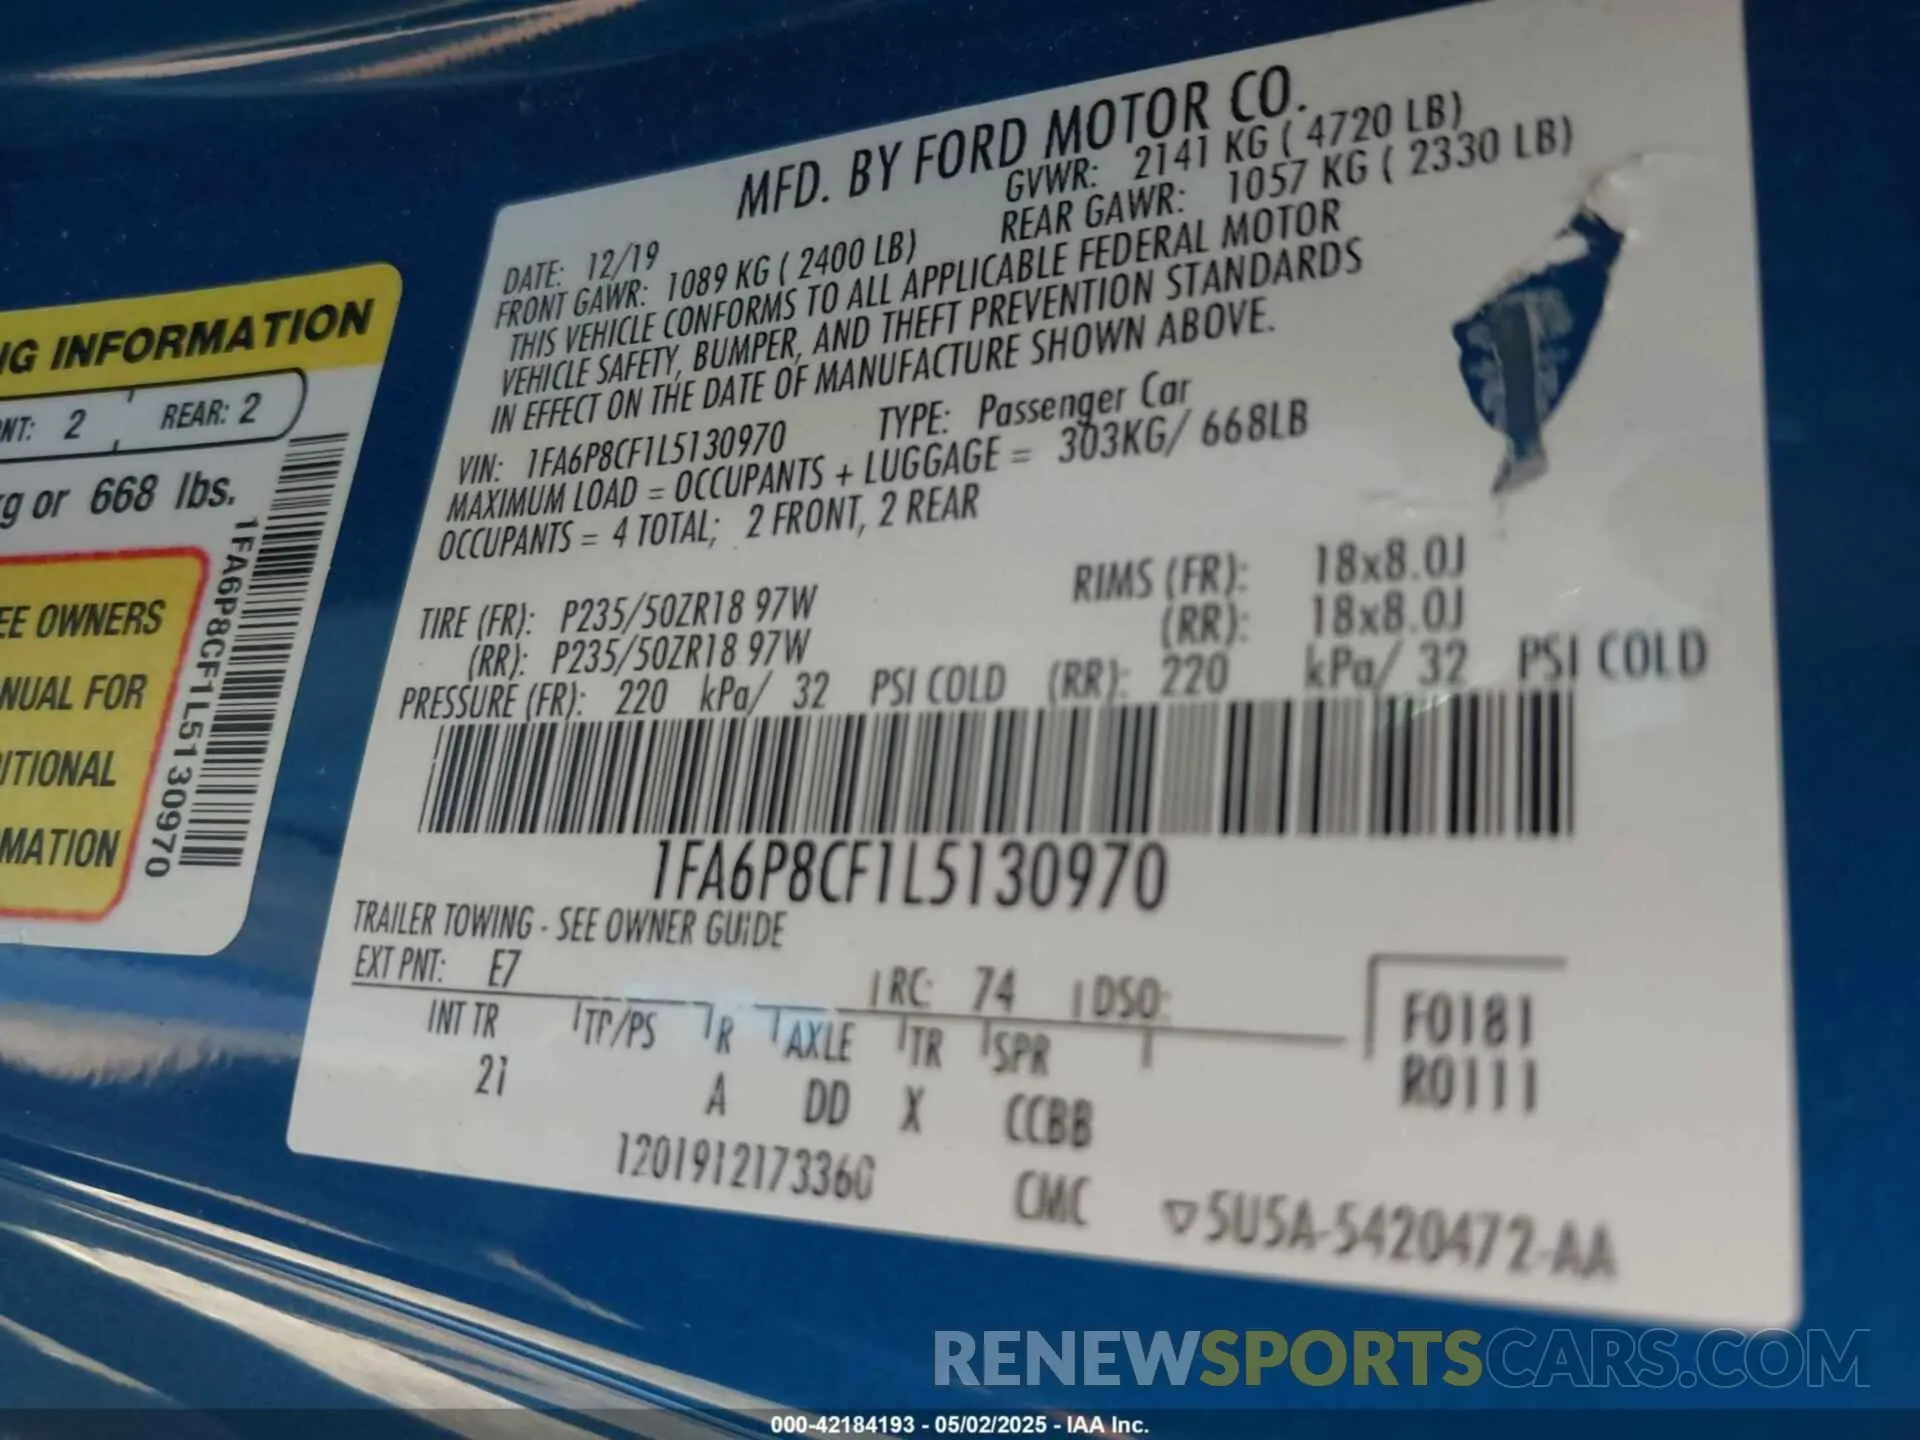 MFD. BY FORD MOTOR CO.
DATE: 12/19 GVWR: 2141 KG ( 4720 LB)
FRONT GAWR: 1089 KG ( 2400 LB) REAR GAWR: 1057 KG ( 2330 LB)
THIS VEHICLE CONFORMS TO ALL APPLICABLE FEDERAL MOTOR
VEHICLE SAFETY, BUMPER, AND THEFT PREVENTION STANDARDS
IN EFFECT ON THE DATE OF MANUFACTURE SHOWN ABOVE.
VIN: 1FA6P8CF1L5130970 TYPE: Passenger Car
MAXIMUM LOAD = OCCUPANTS + LUGGAGE = 303KG/ 668LB
OCCUPANTS = 4 TOTAL; 2 FRONT, 2 REAR
TIRE (FR): P235/50ZR18 97W RIMS (FR): 18x8.0J
(RR): P235/50ZR18 97W (RR): 18x8.0J
PRESSURE (FR): 220 kPa/ 32 PSI COLD (RR): 220 kPa/ 32 PSI COLD
1FA6P8CF1L5130970
TRAILER TOWING - SEE OWNER GUIDE
EXT PNT: E7 RC: 74 DSO:
INT TR TP/PS R AXLE TR SPR
21 A DD X CCBB
F0181
R0111
1201912173360 CMC ▽5U5A-5420472-AA
NG INFORMATION
NT: 2 REAR: 2
kg or 668 lbs.
EE OWNERS
NUAL FOR
ITIONAL
MATION
1FA6P8CF1L5130970
RENEWSPORTSCARS.COM
000-42184193 - 05/02/2025 - IAA Inc.